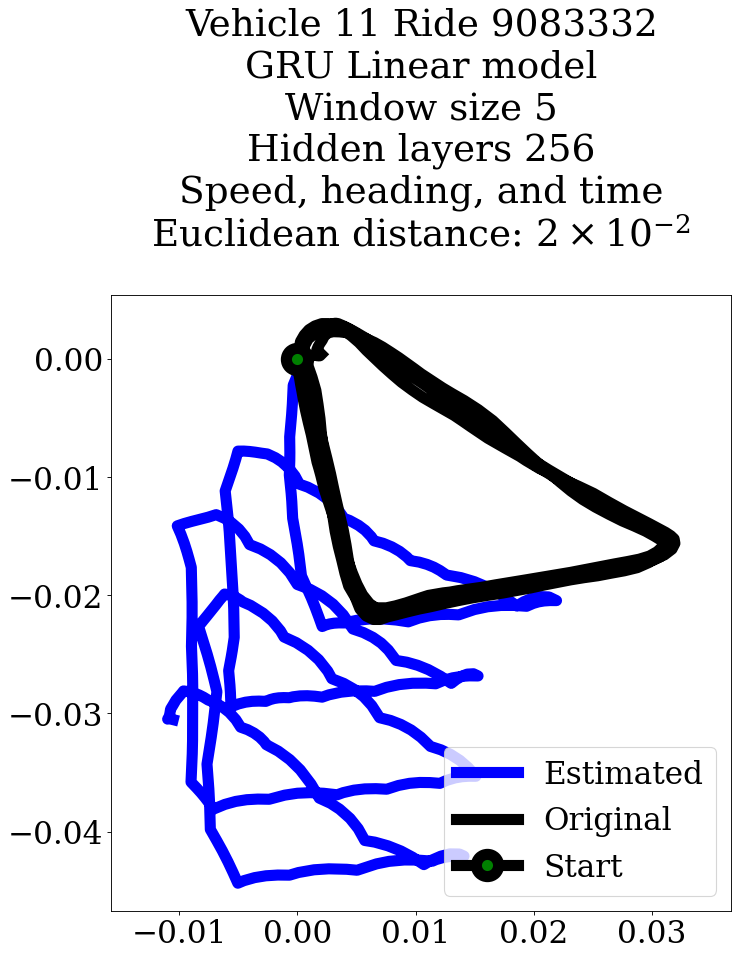 Vehicle 11 Ride 9083332
GRU Linear model
Window size 5
Hidden layers 256
Speed, heading, and time
Euclidean distance: 2 × 10⁻²
0.00
−0.01
−0.02
−0.03
−0.04
Estimated
Original
Start
−0.01 0.00 0.01 0.02 0.03